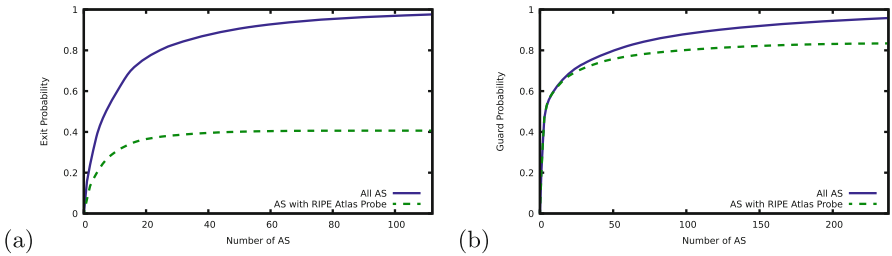 1
0.8
0.6
0.4
0.2
0
Exit Probability
All AS
AS with RIPE Atlas Probe
0 20 40 60 80 100
Number of AS
(a)
1
0.8
0.6
0.4
0.2
0
Guard Probability
All AS
AS with RIPE Atlas Probe
0 50 100 150 200
Number of AS
(b)